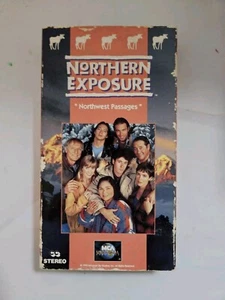 NORTHERN
EXPOSURE
"Northwest Passages"
STEREO
MCA